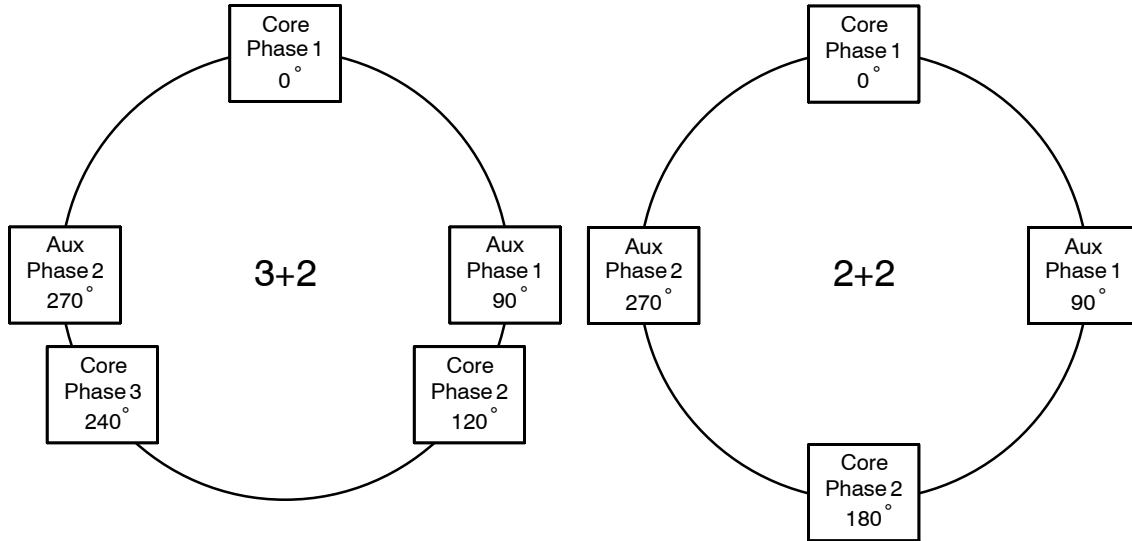 Core
Phase 1
0°
Aux
Phase 2
270°
3+2
Aux
Phase 1
90°
Core
Phase 3
240°
Core
Phase 2
120°
Core
Phase 1
0°
Aux
Phase 2
270°
2+2
Aux
Phase 1
90°
Core
Phase 2
180°